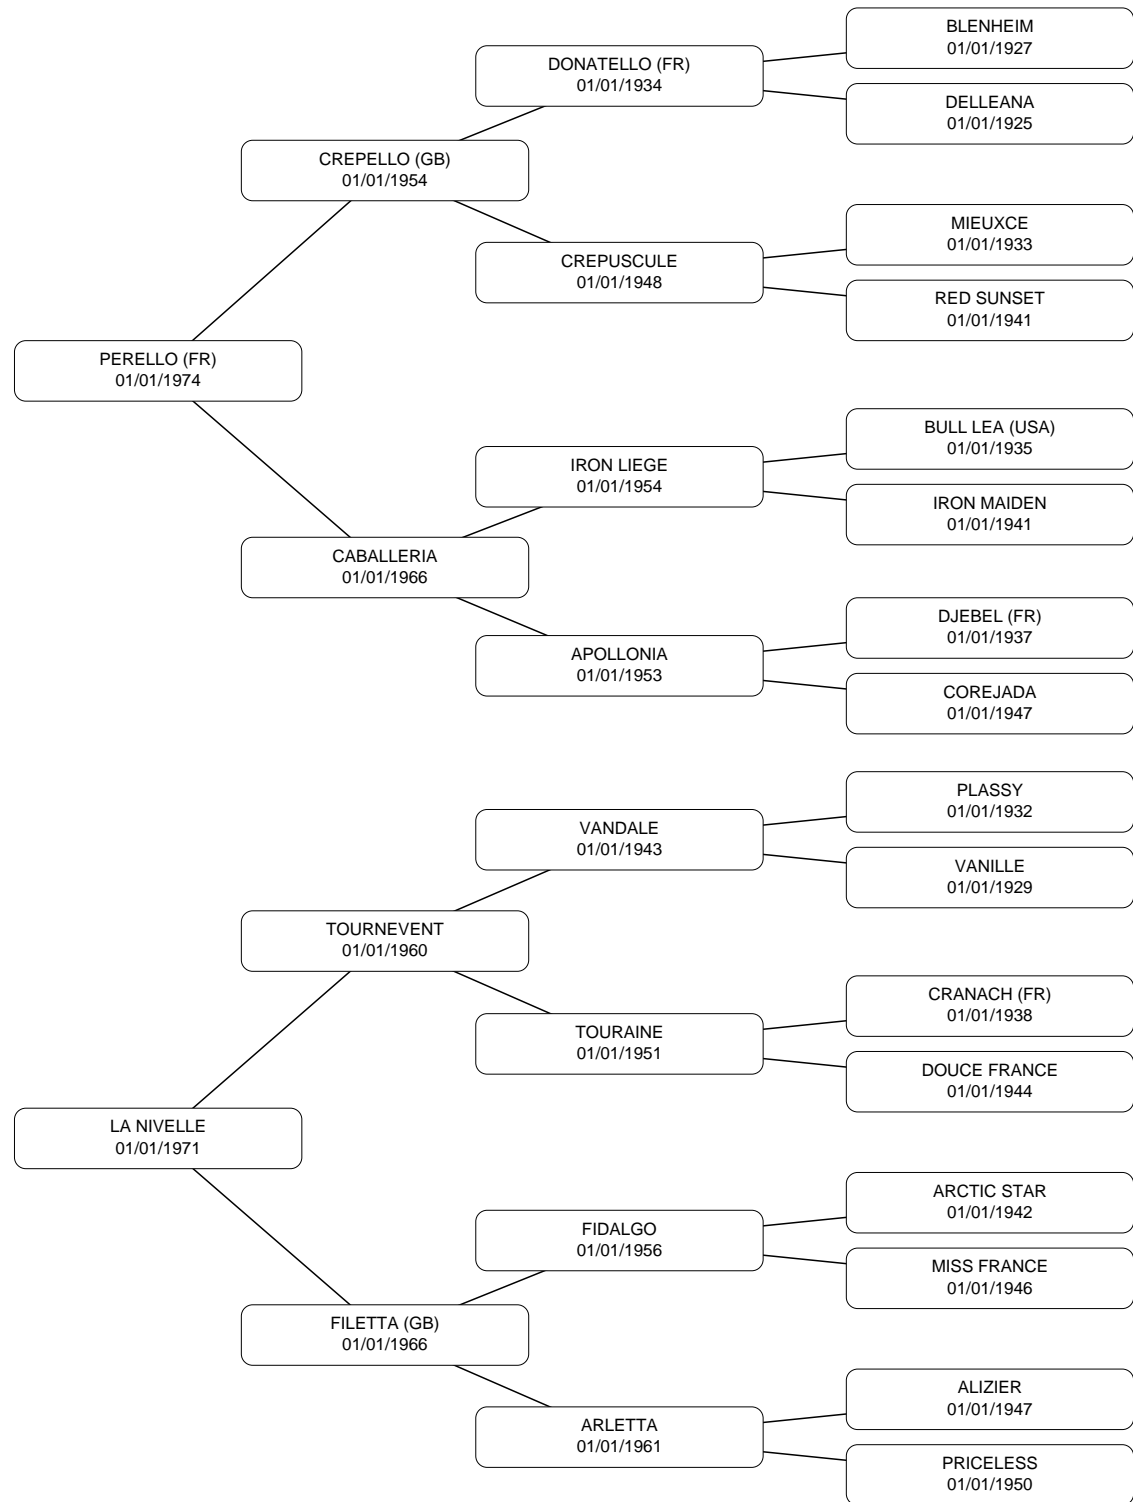 BLENHEIM
01/01/1927
DONATELLO (FR)
01/01/1934
DELLEANA
01/01/1925
CREPELLO (GB)
01/01/1954
MIEUXCE
01/01/1933
CREPUSCULE
01/01/1948
RED SUNSET
01/01/1941
PERELLO (FR)
01/01/1974
BULL LEA (USA)
01/01/1935
IRON LIEGE
01/01/1954
IRON MAIDEN
01/01/1941
CABALLERIA
01/01/1966
DJEBEL (FR)
01/01/1937
APOLLONIA
01/01/1953
COREJADA
01/01/1947
PLASSY
01/01/1932
VANDALE
01/01/1943
VANILLE
01/01/1929
TOURNEVENT
01/01/1960
CRANACH (FR)
01/01/1938
TOURAINE
01/01/1951
DOUCE FRANCE
01/01/1944
LA NIVELLE
01/01/1971
ARCTIC STAR
01/01/1942
FIDALGO
01/01/1956
MISS FRANCE
01/01/1946
FILETTA (GB)
01/01/1966
ALIZIER
01/01/1947
ARLETTA
01/01/1961
PRICELESS
01/01/1950